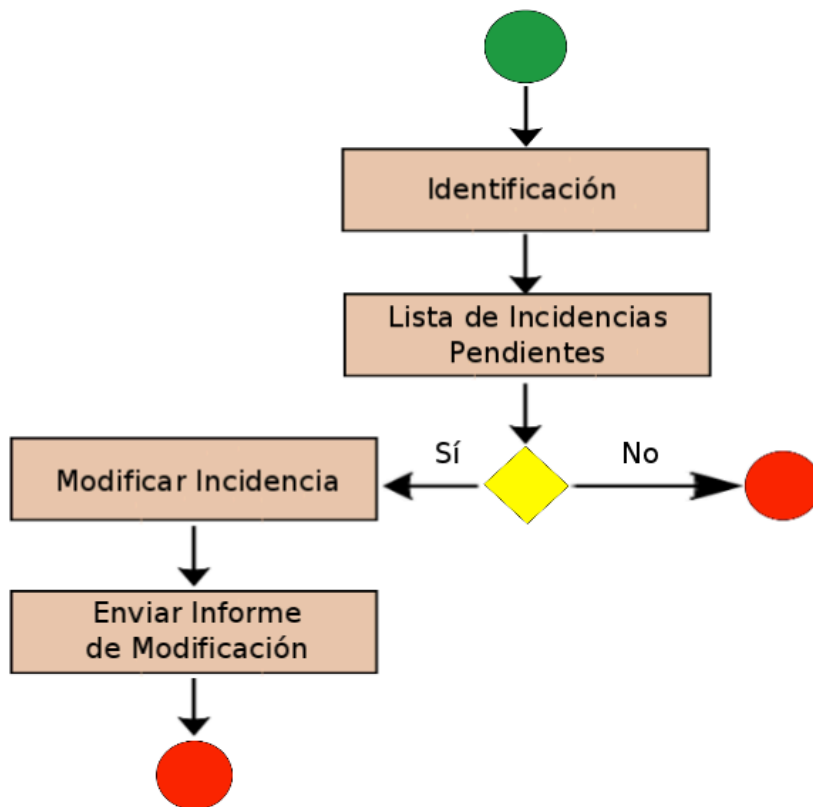 Identificación
Lista de Incidencias
Pendientes
Sí
No
Modificar Incidencia
Enviar Informe
de Modificación